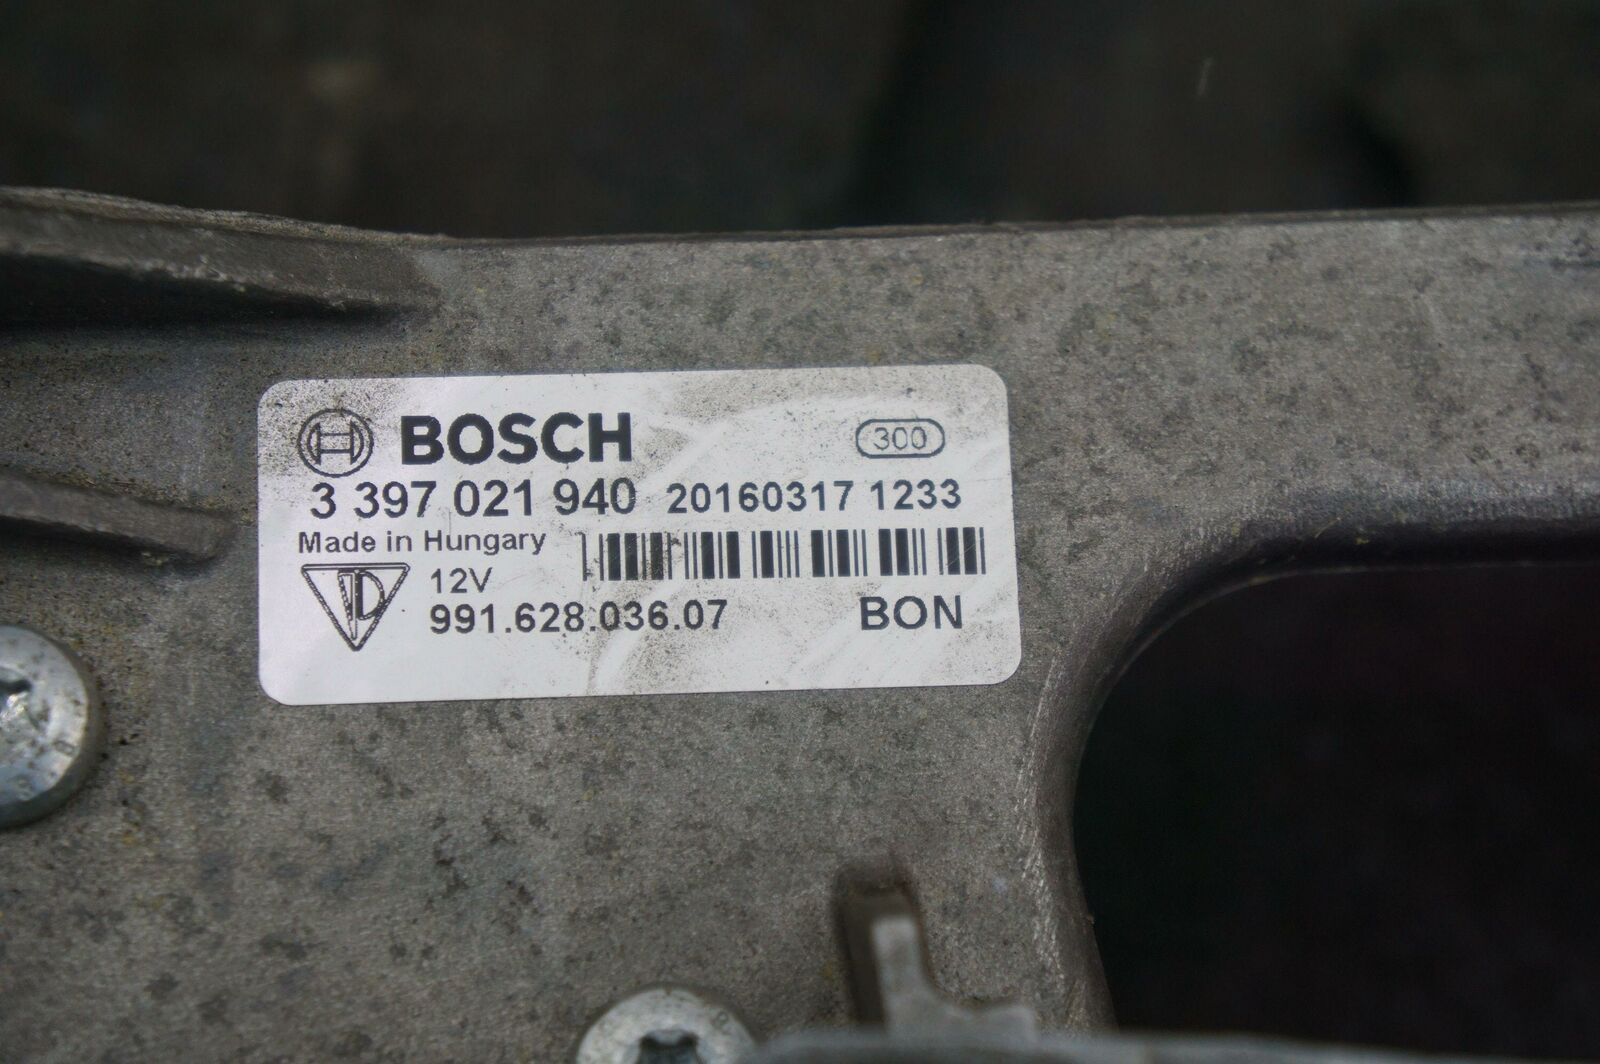 BOSCH 300
3 397 021 940 20160317 1233
Made in Hungary
12V
991.628.036.07 BON